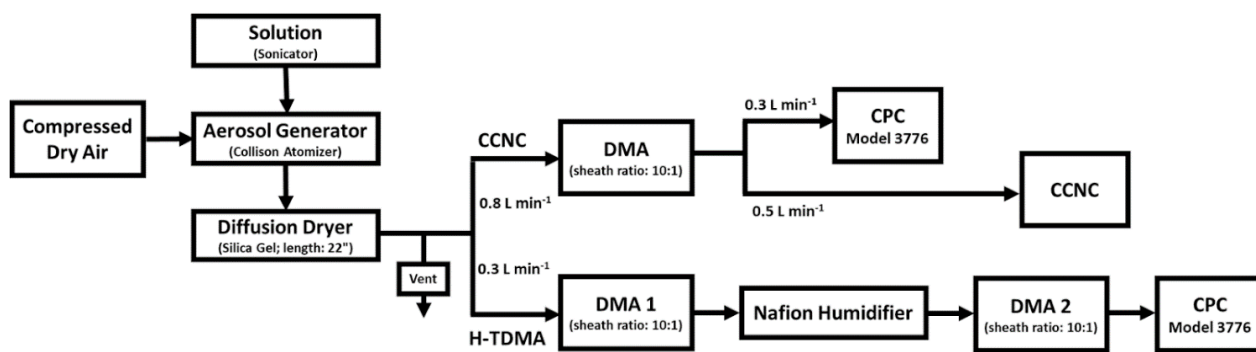 Solution
(Sonicator)
Compressed
Dry Air
Aerosol Generator
(Collison Atomizer)
Diffusion Dryer
(Silica Gel; length: 22")
Vent
CCNC
0.8 L min⁻¹
DMA
(sheath ratio: 10:1)
0.3 L min⁻¹
CPC
Model 3776
0.5 L min⁻¹
CCNC
0.3 L min⁻¹
H-TDMA
DMA 1
(sheath ratio: 10:1)
Nafion Humidifier
DMA 2
(sheath ratio: 10:1)
CPC
Model 3776